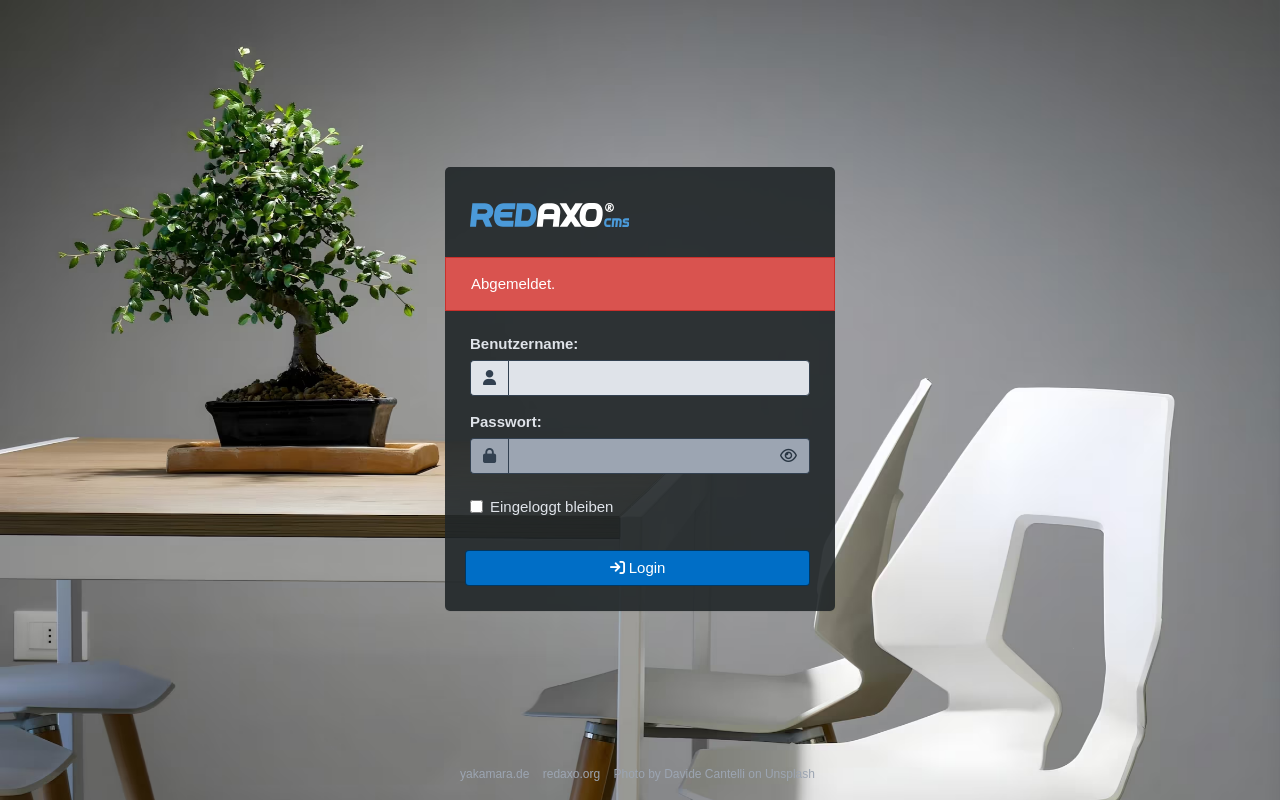 REDAXO® cms
Abgemeldet.
Benutzername:
Passwort:
Eingeloggt bleiben
Login
yakamara.de redaxo.org Photo by Davide Cantelli on Unsplash